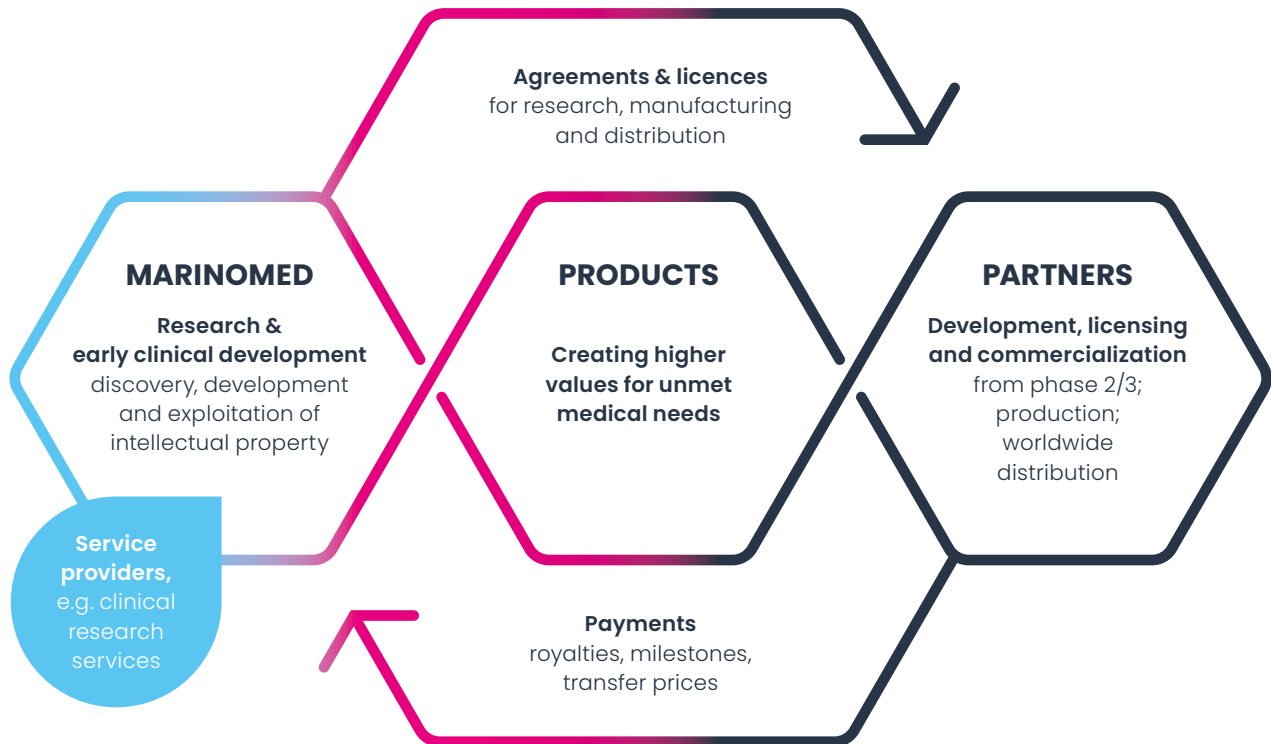 Agreements & licences
for research, manufacturing
and distribution
MARINOMED
Research &
early clinical development
discovery, development
and exploitation of
intellectual property
PRODUCTS
Creating higher
values for unmet
medical needs
PARTNERS
Development, licensing
and commercialization
from phase 2/3;
production;
worldwide
distribution
Service
providers,
e.g. clinical
research
services
Payments
royalties, milestones,
transfer prices